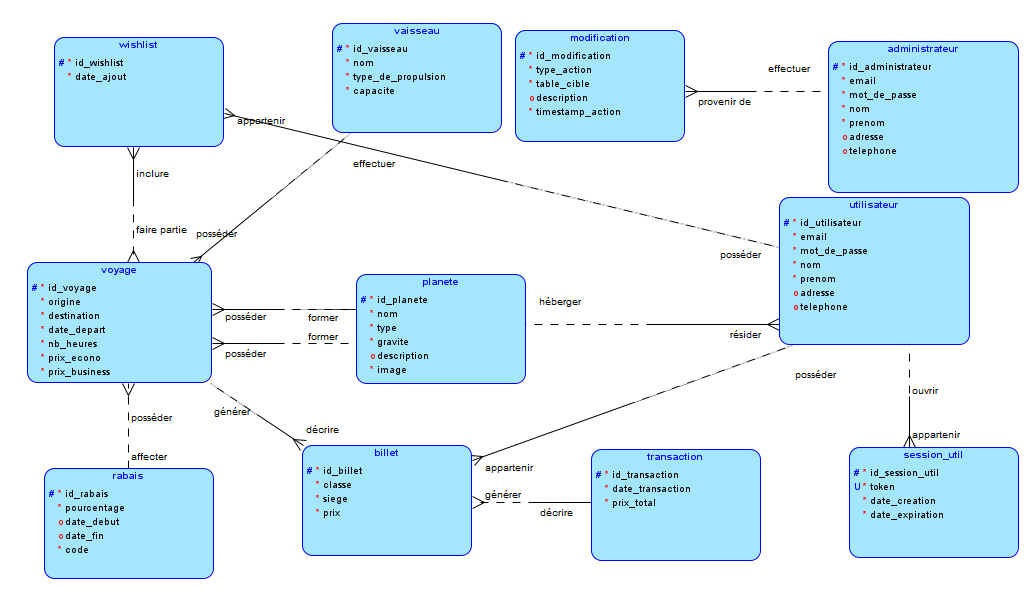 wishlist
# * id_wishlist
* date_ajout
vaisseau
# * id_vaisseau
* nom
* type_de_propulsion
* capacite
modification
# * id_modification
* type_action
* table_cible
o description
* timestamp_action
administrateur
# * id_administrateur
* email
* mot_de_passe
* nom
* prenom
o adresse
o telephone
effectuer
provenir de
appartenir
effectuer
inclure
faire partie
posséder
posséder
utilisateur
# * id_utilisateur
* email
* mot_de_passe
* nom
* prenom
o adresse
o telephone
voyage
# * id_voyage
* origine
* destination
* date_depart
* nb_heures
* prix_econo
* prix_business
planete
# * id_planete
* nom
* type
* gravite
o description
* image
posséder
former
former
posséder
héberger
résider
posséder
ouvrir
appartenir
générer
décrire
posséder
affecter
appartenir
rabais
# * id_rabais
* pourcentage
o date_debut
o date_fin
* code
billet
# * id_billet
* classe
* siege
* prix
générer
décrire
transaction
# * id_transaction
* date_transaction
* prix_total
session_util
# * id_session_util
U * token
* date_creation
* date_expiration